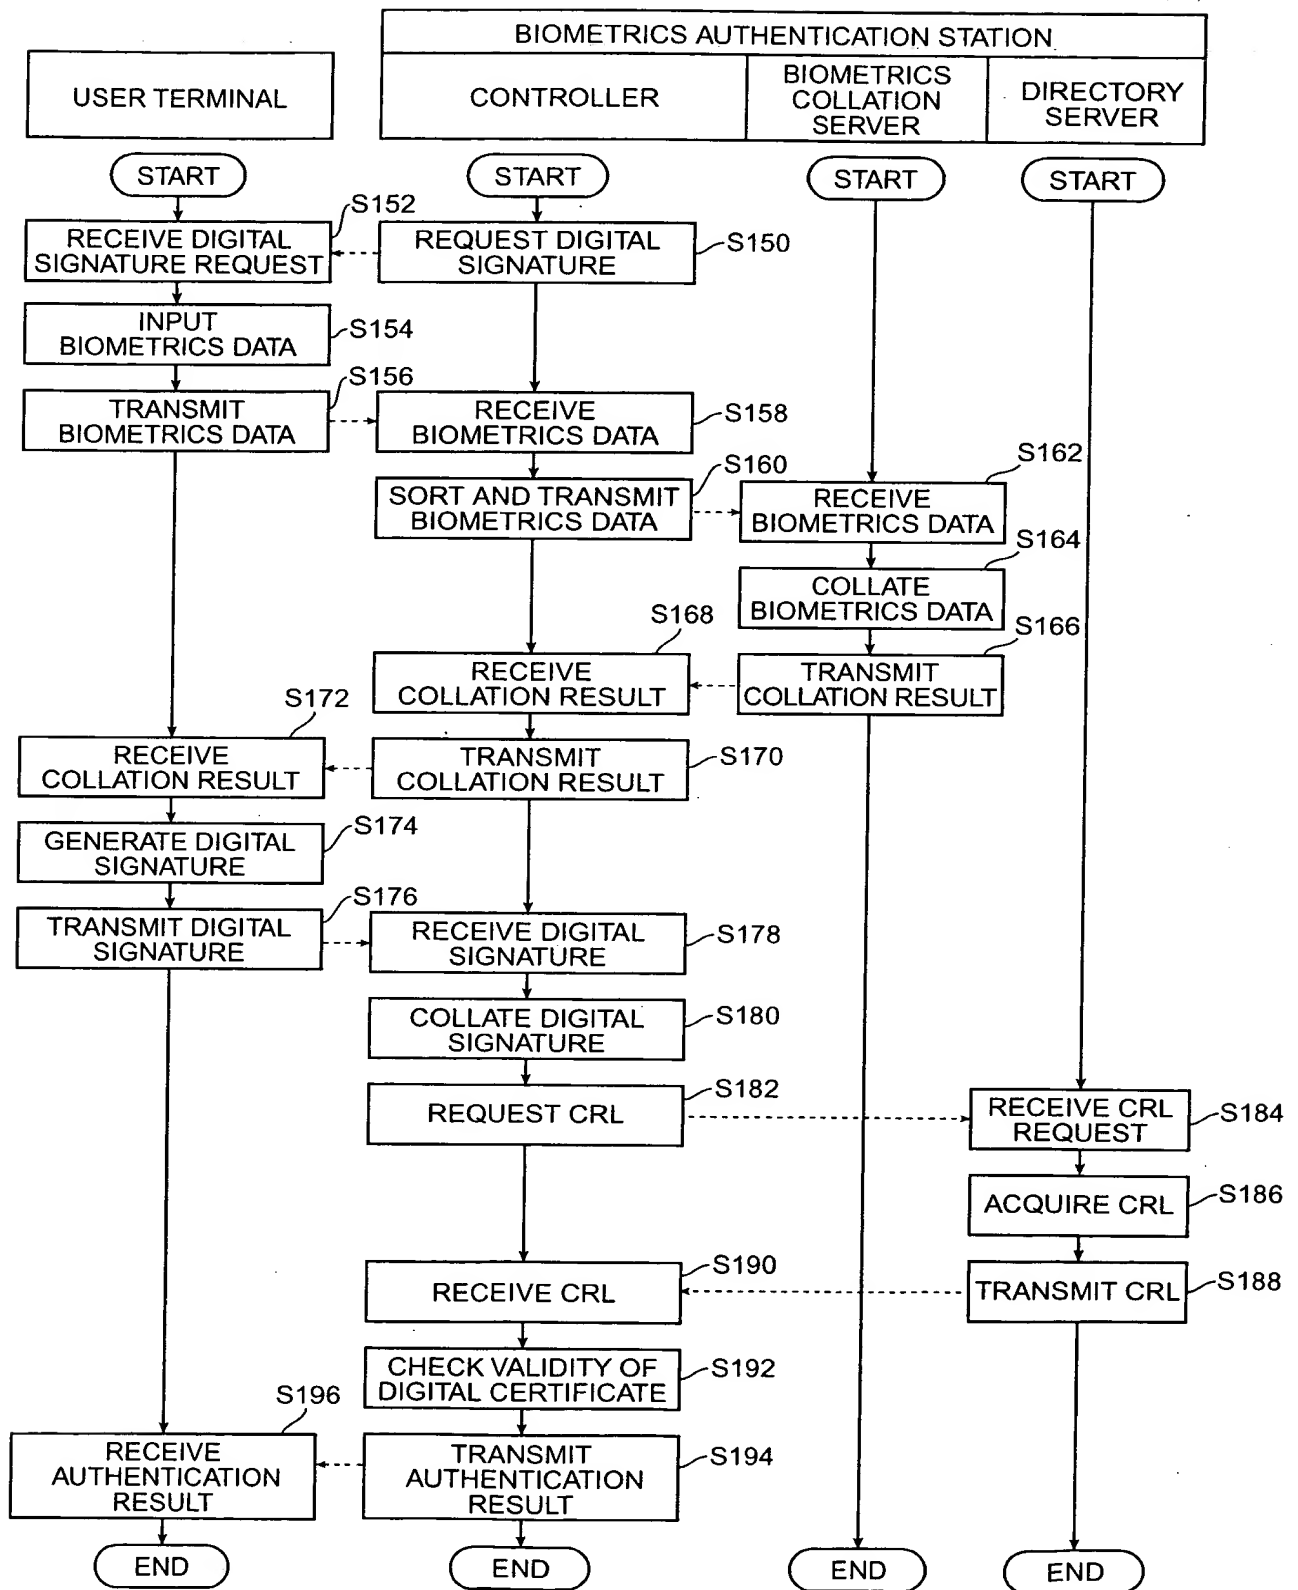 BIOMETRICS AUTHENTICATION STATION
USER TERMINAL
CONTROLLER
BIOMETRICS
COLLATION
SERVER
DIRECTORY
SERVER
START
START
START
START
S152
RECEIVE DIGITAL
SIGNATURE REQUEST
REQUEST DIGITAL
SIGNATURE
S150
INPUT
BIOMETRICS DATA
S154
S156
TRANSMIT
BIOMETRICS DATA
RECEIVE
BIOMETRICS DATA
S158
S160
SORT AND TRANSMIT
BIOMETRICS DATA
S162
RECEIVE
BIOMETRICS DATA
S164
COLLATE
BIOMETRICS DATA
S166
TRANSMIT
COLLATION RESULT
S168
RECEIVE
COLLATION RESULT
S172
RECEIVE
COLLATION RESULT
TRANSMIT
COLLATION RESULT
S170
GENERATE DIGITAL
SIGNATURE
S174
S176
TRANSMIT DIGITAL
SIGNATURE
RECEIVE DIGITAL
SIGNATURE
S178
COLLATE DIGITAL
SIGNATURE
S180
REQUEST CRL
S182
RECEIVE CRL
REQUEST
S184
ACQUIRE CRL
S186
RECEIVE CRL
S190
TRANSMIT CRL
S188
CHECK VALIDITY OF
DIGITAL CERTIFICATE
S192
S196
RECEIVE
AUTHENTICATION
RESULT
TRANSMIT
AUTHENTICATION
RESULT
S194
END
END
END
END